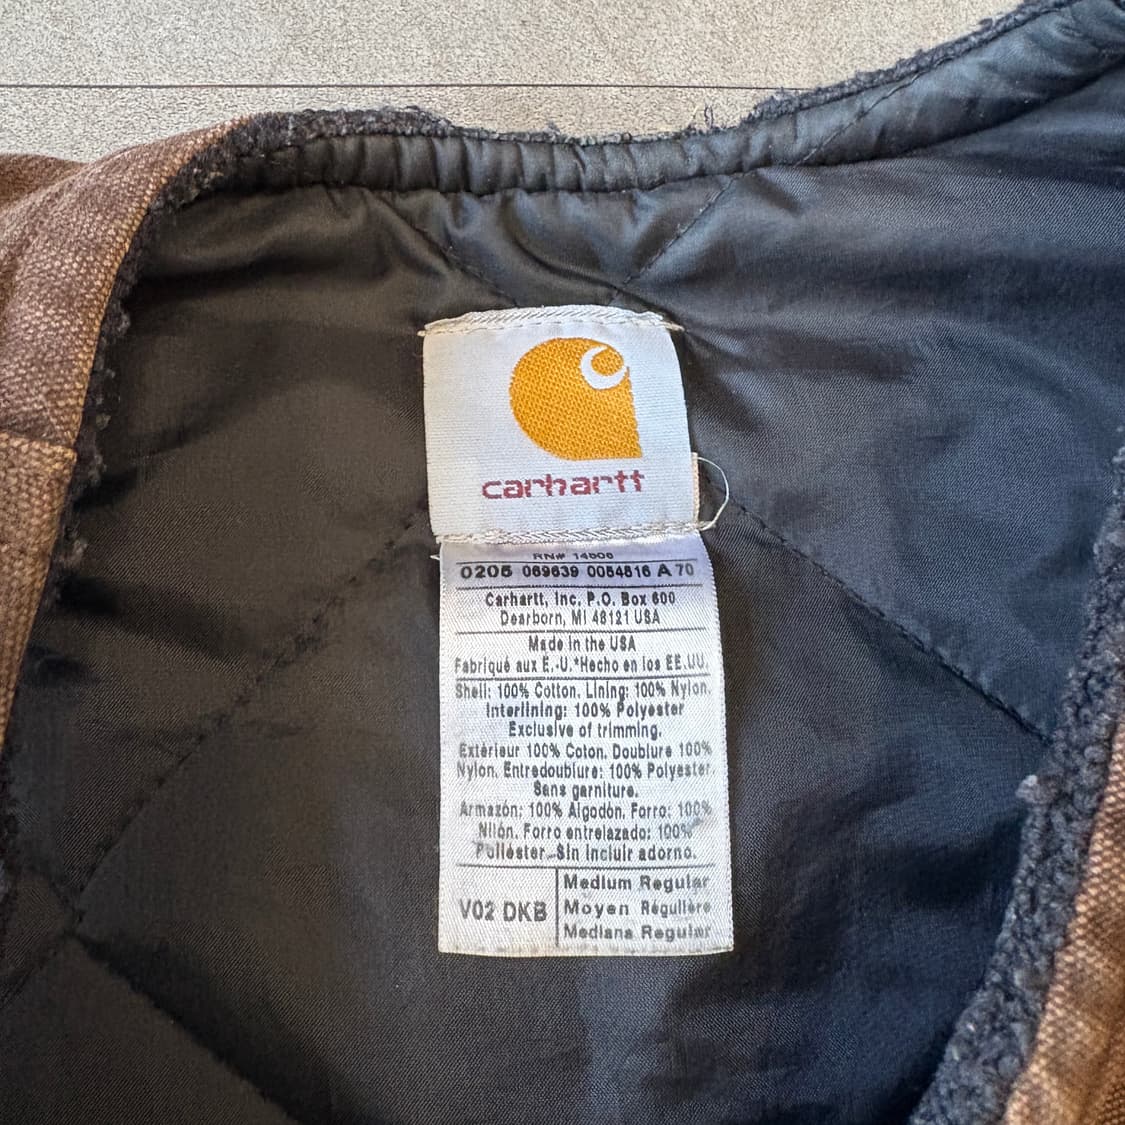 carhartt
RN# 14806
0205 069639 0054816 A 70
Carhartt, Inc, P.O. Box 600
Dearborn, MI 48121 USA
Made in the USA
Fabriqué aux É.-U.*Hecho en los EE.UU.
Shell: 100% Cotton. Lining: 100% Nylon.
Interlining: 100% Polyester
Exclusive of trimming.
Extérieur 100% Coton. Doublure 100%
Nylon. Entredoublure: 100% Polyester.
Sans garniture.
Armazón: 100% Algodón. Forro: 100%
Nilón. Forro entrelazado: 100%
Poliéster. Sin incluir adorno.
V02 DKB
Medium Regular
Moyen Régulière
Mediana Regular